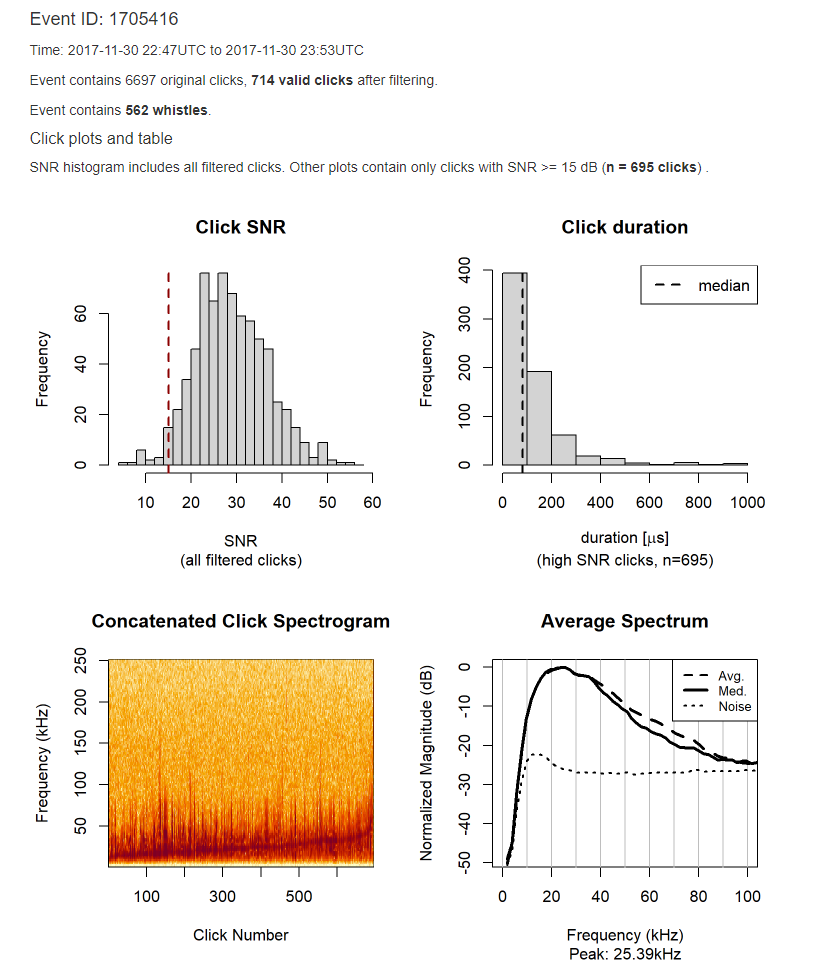 Event ID: 1705416
Time: 2017-11-30 22:47UTC to 2017-11-30 23:53UTC
Event contains 6697 original clicks, 714 valid clicks after filtering.
Event contains 562 whistles.
Click plots and table
SNR histogram includes all filtered clicks. Other plots contain only clicks with SNR >= 15 dB (n = 695 clicks) .
Click SNR
Frequency
0 20 40 60
10 20 30 40 50 60
SNR
(all filtered clicks)
Click duration
median
Frequency
0 100 200 300 400
0 200 400 600 800 1000
duration [μs]
(high SNR clicks, n=695)
Concatenated Click Spectrogram
Frequency (kHz)
50 100 150 200 250
100 300 500
Click Number
Average Spectrum
Avg.
Med.
Noise
Normalized Magnitude (dB)
0 -10 -20 -30 -40 -50
0 20 40 60 80 100
Frequency (kHz)
Peak: 25.39kHz